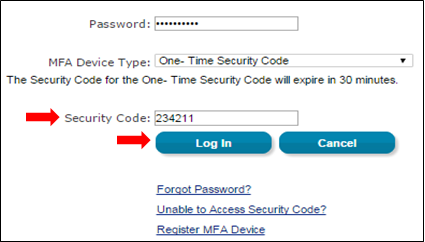 Password: ••••••••••
MFA Device Type: One- Time Security Code
The Security Code for the One- Time Security Code will expire in 30 minutes.
Security Code: 234211
Log In Cancel
Forgot Password?
Unable to Access Security Code?
Register MFA Device